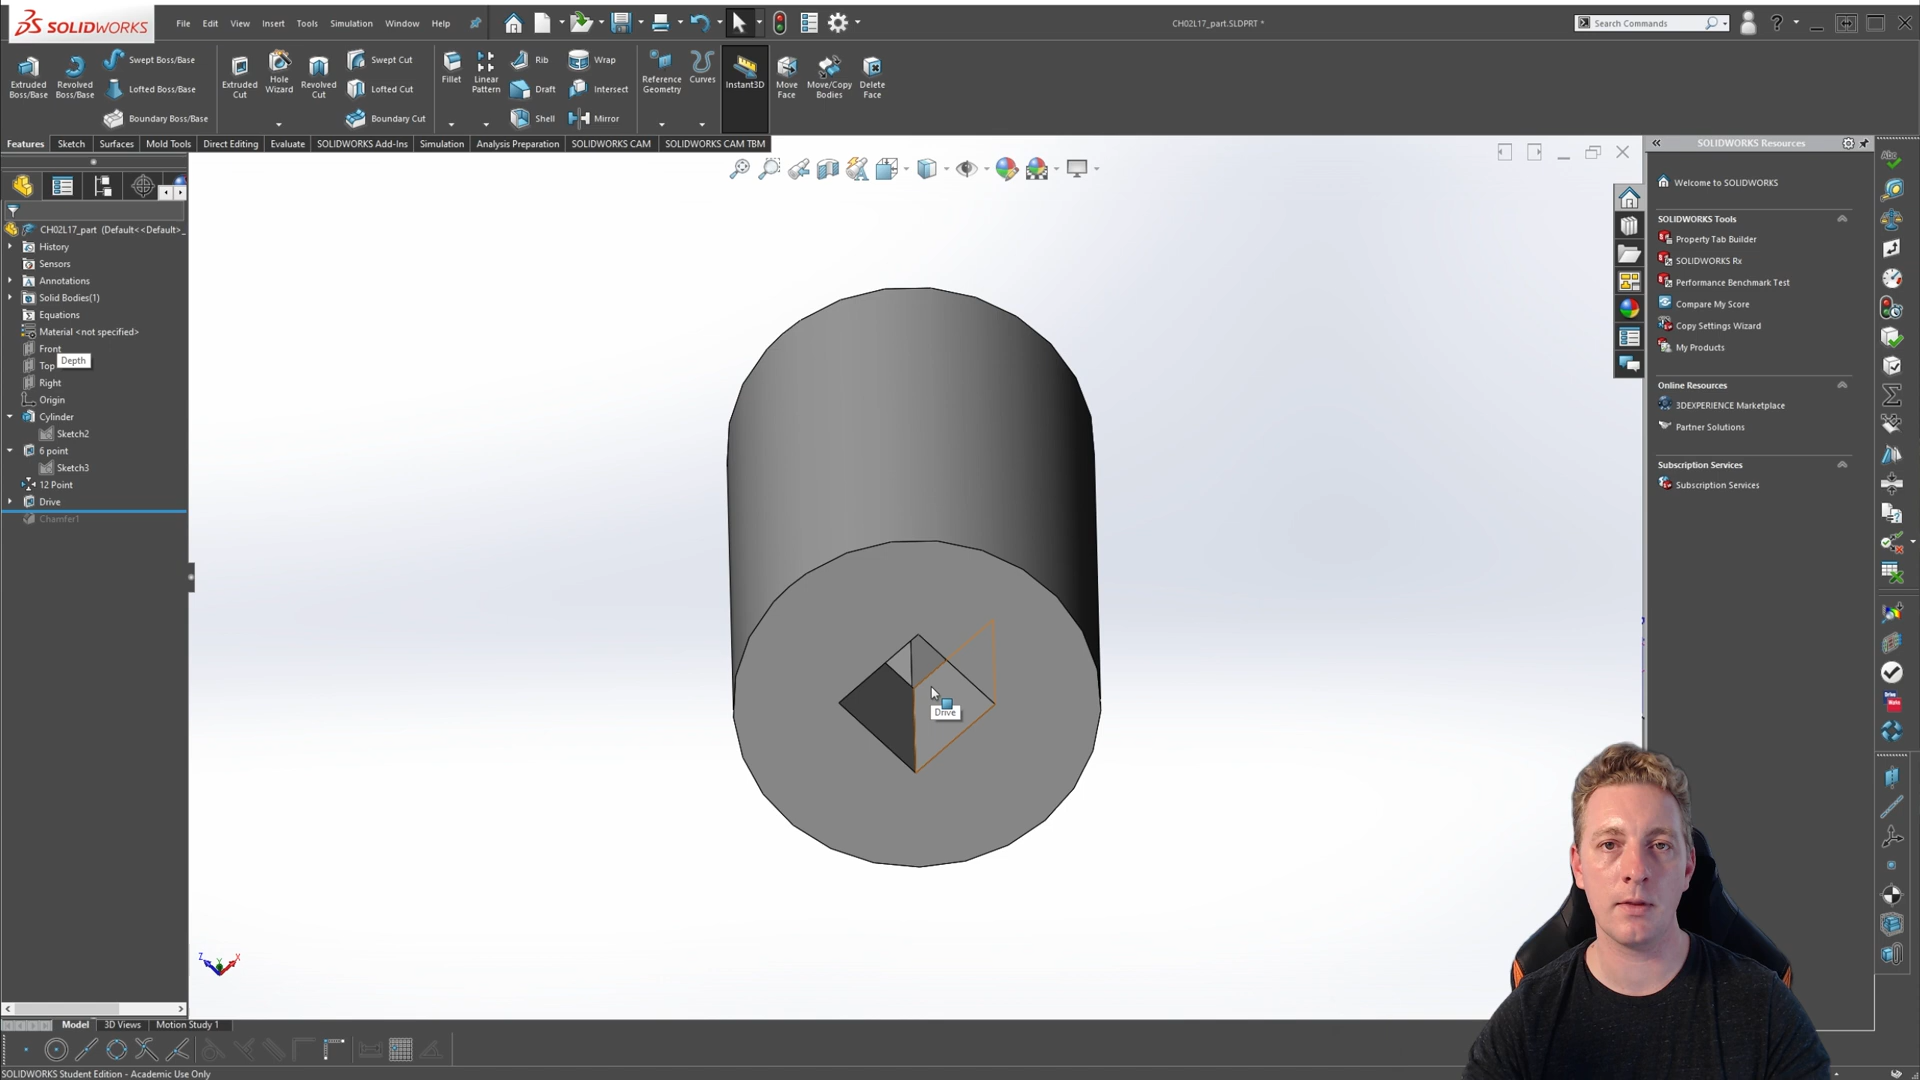 SOLIDWORKS
File Edit View Insert Tools Simulation Window Help
CH02L17_part.SLDPRT *
Search Commands
Extruded Boss/Base
Revolved Boss/Base
Swept Boss/Base
Lofted Boss/Base
Boundary Boss/Base
Extruded Cut
Hole Wizard
Revolved Cut
Swept Cut
Lofted Cut
Boundary Cut
Fillet
Linear Pattern
Rib
Draft
Shell
Wrap
Intersect
Mirror
Reference Geometry
Curves
Instant3D
Move Face
Move/Copy Bodies
Delete Face
Features Sketch Surfaces Mold Tools Direct Editing Evaluate SOLIDWORKS Add-Ins Simulation Analysis Preparation SOLIDWORKS CAM SOLIDWORKS CAM TBM
CH02L17_part (Default<<Default>_
History
Sensors
Annotations
Solid Bodies(1)
Equations
Material <not specified>
Front
Depth
Top
Right
Origin
Cylinder
Sketch2
6 point
Sketch3
12 Point
Drive
Chamfer1
Drive
Z Y X
SOLIDWORKS Resources
Welcome to SOLIDWORKS
SOLIDWORKS Tools
Property Tab Builder
SOLIDWORKS Rx
Performance Benchmark Test
Compare My Score
Copy Settings Wizard
My Products
Online Resources
3DEXPERIENCE Marketplace
Partner Solutions
Subscription Services
Subscription Services
Model 3D Views Motion Study 1
SOLIDWORKS Student Edition - Academic Use Only